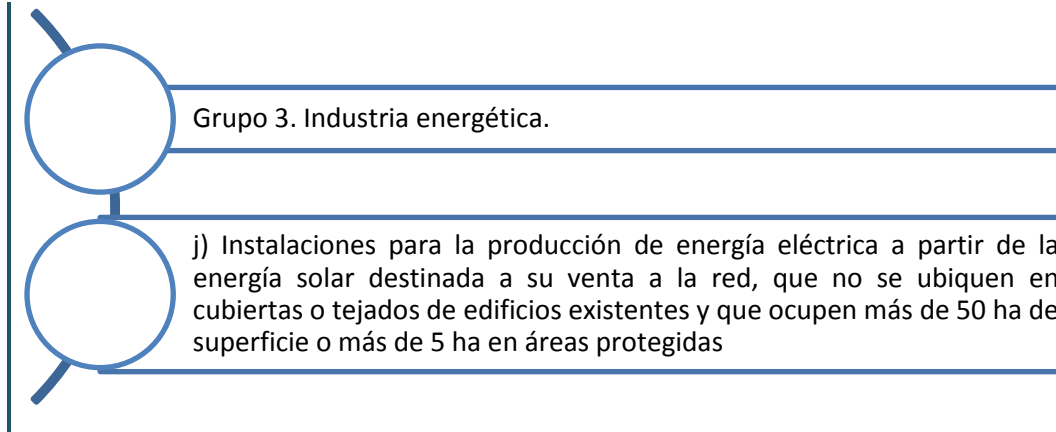 Grupo 3. Industria energética.
j) Instalaciones para la producción de energía eléctrica a partir de la
energía solar destinada a su venta a la red, que no se ubiquen en
cubiertas o tejados de edificios existentes y que ocupen más de 50 ha de
superficie o más de 5 ha en áreas protegidas